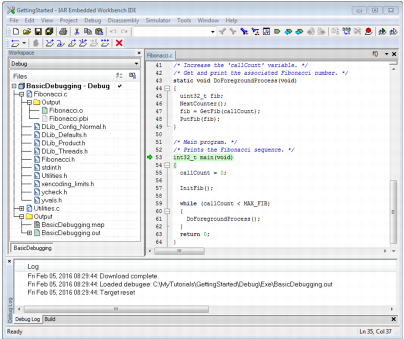 GettingStarted - IAR Embedded Workbench IDE
File Edit View Project Debug Disassembly Simulator Tools Window Help
Workspace
Debug
Files
BasicDebugging - Debug
Fibonacci.c
Output
Fibonacci.o
Fibonacci.pbi
DLib_Config_Normal.h
DLib_Defaults.h
DLib_Product.h
DLib_Threads.h
Fibonacci.h
stdint.h
Utilities.h
xencoding_limits.h
ycheck.h
yvals.h
Utilities.c
Output
BasicDebugging.map
BasicDebugging.out
BasicDebugging
Fibonacci.c
f()
41 /* Increase the 'callCount' variable. */
42 /* Get and print the associated Fibonacci number. */
43 static void DoForegroundProcess(void)
44 {
45 uint32_t fib;
46 NextCounter();
47 fib = GetFib(callCount);
48 PutFib(fib);
49 }
50
51 /* Main program. */
52 /* Prints the Fibonacci sequence. */
53 int32_t main(void)
54 {
55 callCount = 0;
56
57 InitFib();
58
59 while (callCount < MAX_FIB)
60 {
61 DoForegroundProcess();
62 }
63 return 0;
64 }
Log
Fri Feb 05, 2016 08:29:44: Download complete.
Fri Feb 05, 2016 08:29:44: Loaded debugee: C:\MyTutorials\GettingStarted\Debug\Exe\BasicDebugging.out
Fri Feb 05, 2016 08:29:44: Target reset
Debug Log
Debug Log Build
Ready
Ln 35, Col 64